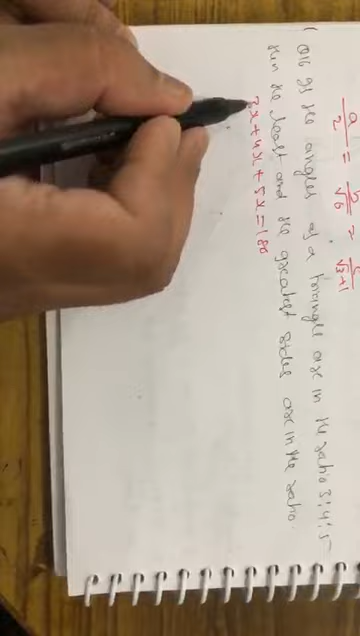 a/2 = b/√6 = c/√3+1
Q16 If the angles of a triangle are in the ratio 3:4:5
then the least and the greatest sides are in the ratio.
3x+4x+5x=180